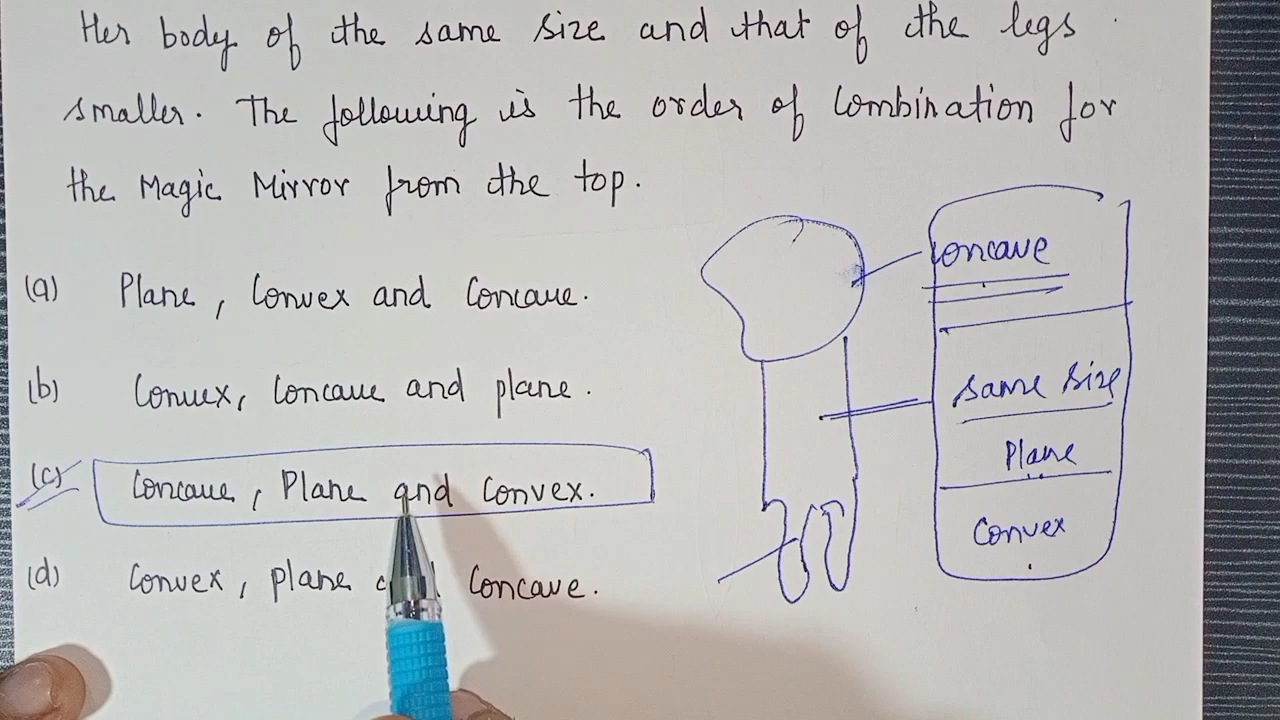 Her body of the same size and that of the legs
smaller. The following is the order of Combination for
the Magic Mirror from the top.
(a) Plane, Convex and Concave.
(b) Convex, Concave and plane.
(c) Concave, Plane and Convex.
(d) Convex, plane Concave.
Concave
same size
Plane
Convex